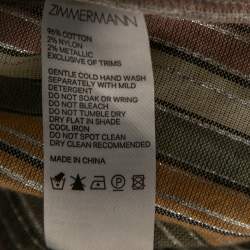 ZIMMERMANN
96% COTTON
2% NYLON
2% METALLIC
EXCLUSIVE OF TRIMS
GENTLE COLD HAND WASH
SEPARATELY WITH MILD
DETERGENT
DO NOT SOAK OR WRING
DO NOT BLEACH
DO NOT TUMBLE DRY
DRY FLAT IN SHADE
COOL IRON
DO NOT SPOT CLEAN
DRY CLEAN RECOMMENDED
MADE IN CHINA
P